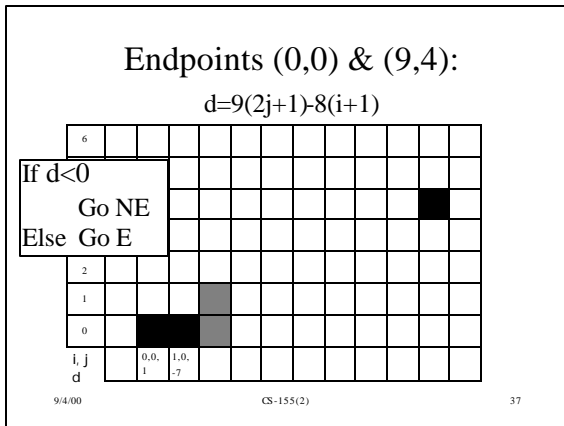 Endpoints (0,0) & (9,4):
d=9(2j+1)-8(i+1)
6
If d<0
Go NE
Else Go E
2
1
0
i, j
d
0,0,
1
1,0,
-7
9/4/00
CS-155(2)
37